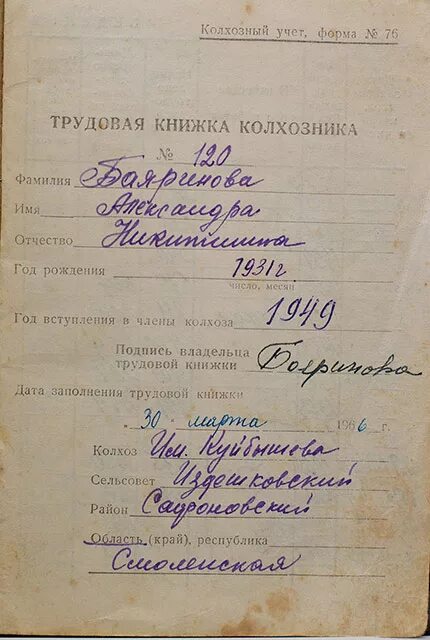 Колхозный учет, форма № 76
ТРУДОВАЯ КНИЖКА КОЛХОЗНИКА
№ 120
Фамилия Бояринова
Имя Александра
Отчество Никитишна
Год рождения 1931г
число, месяц
Год вступления в члены колхоза 1949
Подпись владельца
трудовой книжки Бояринова
Дата заполнения трудовой книжки
„ 30 " марта 1966 г.
Колхоз Им. Куйбышева
Сельсовет Издешковский
Район Сафоновский
Область (край), республика
Смоленская